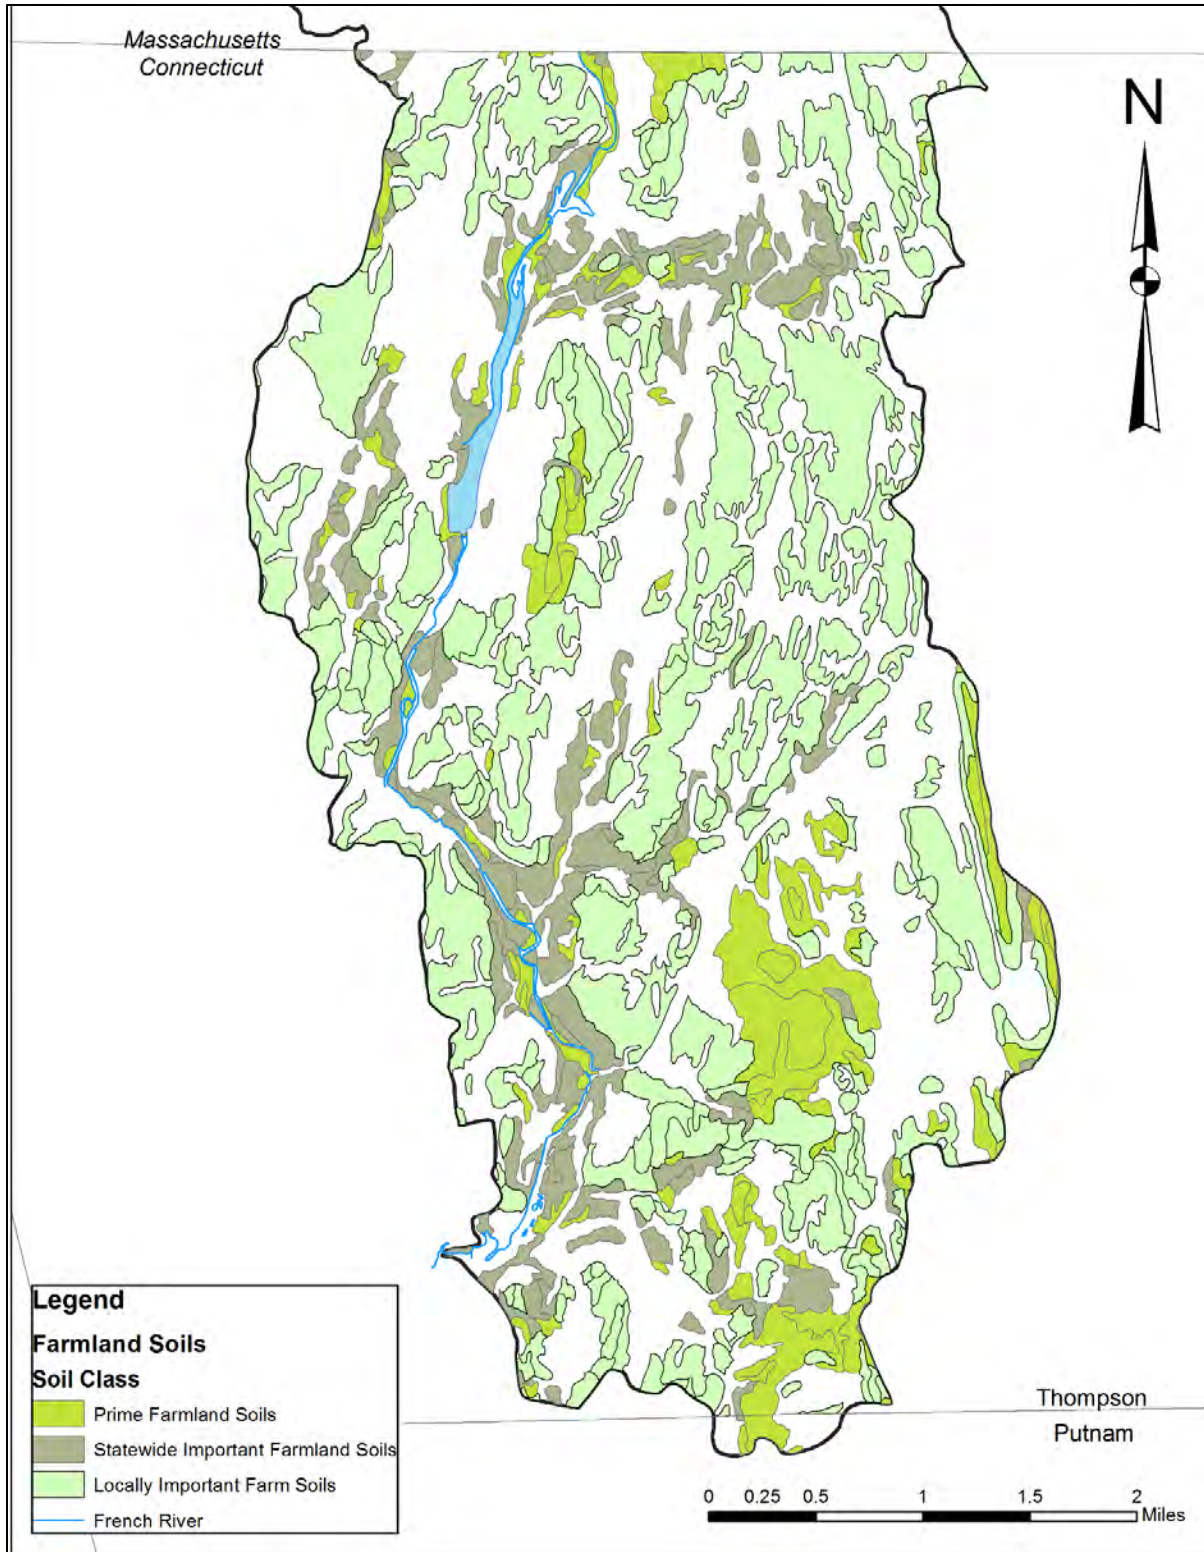 Massachusetts
Connecticut
N
Legend
Farmland Soils
Soil Class
Prime Farmland Soils
Statewide Important Farmland Soils
Locally Important Farm Soils
French River
Thompson
Putnam
0 0.25 0.5 1 1.5 2
Miles